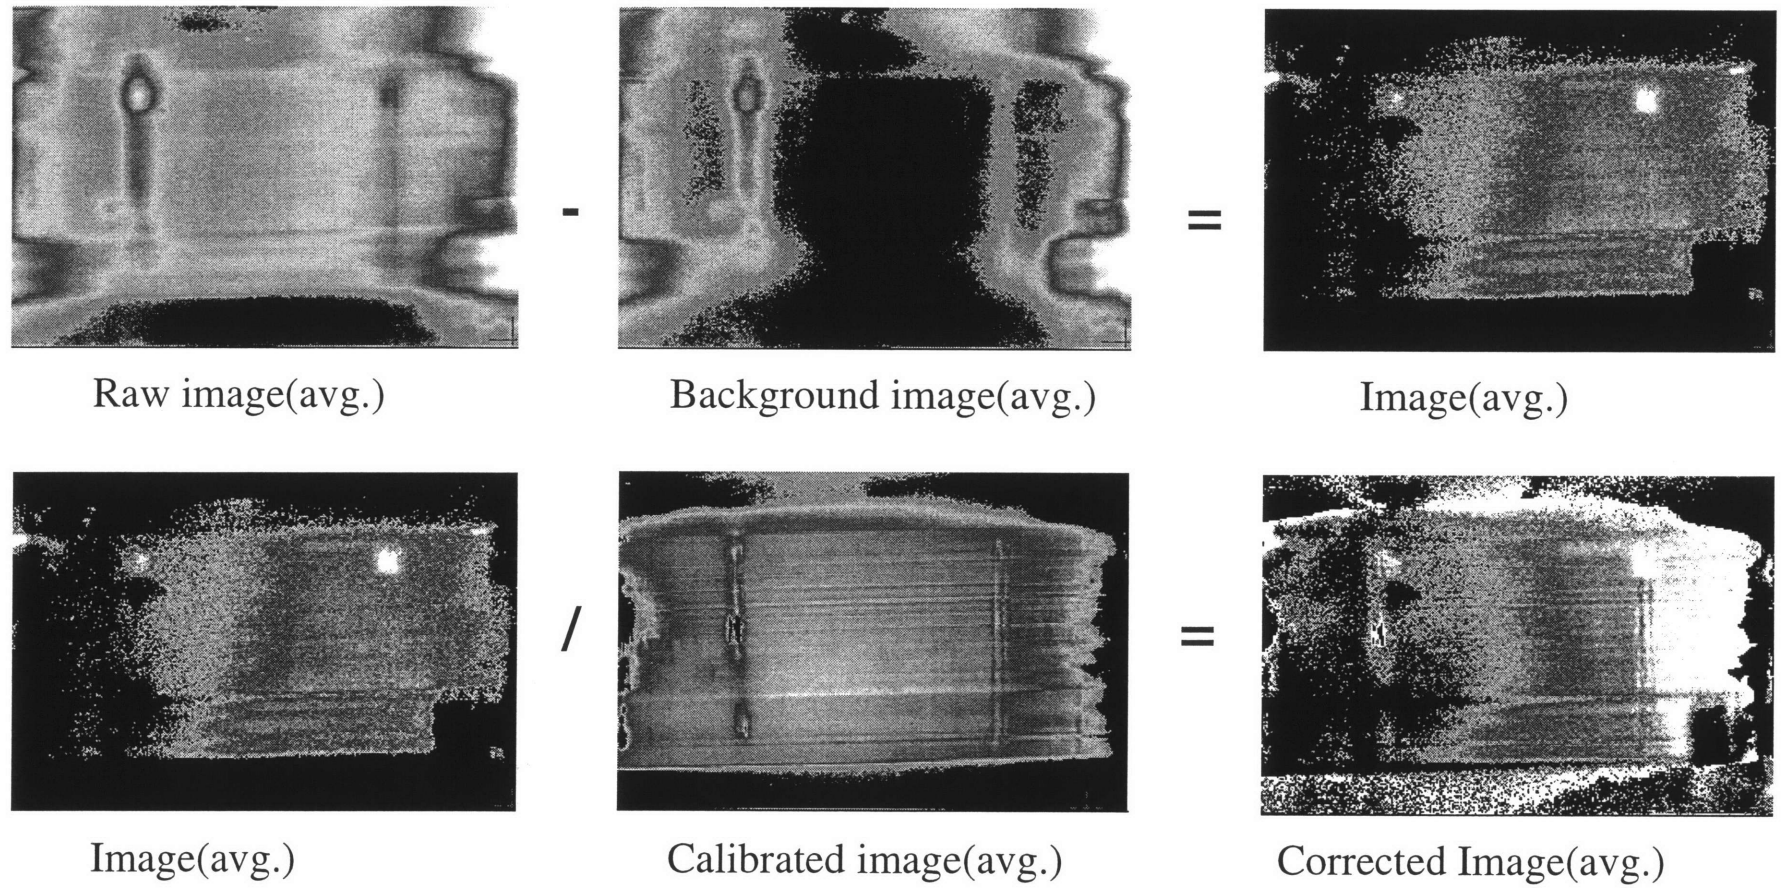 - =
Raw image(avg.) Background image(avg.) Image(avg.)
/ =
Image(avg.) Calibrated image(avg.) Corrected Image(avg.)